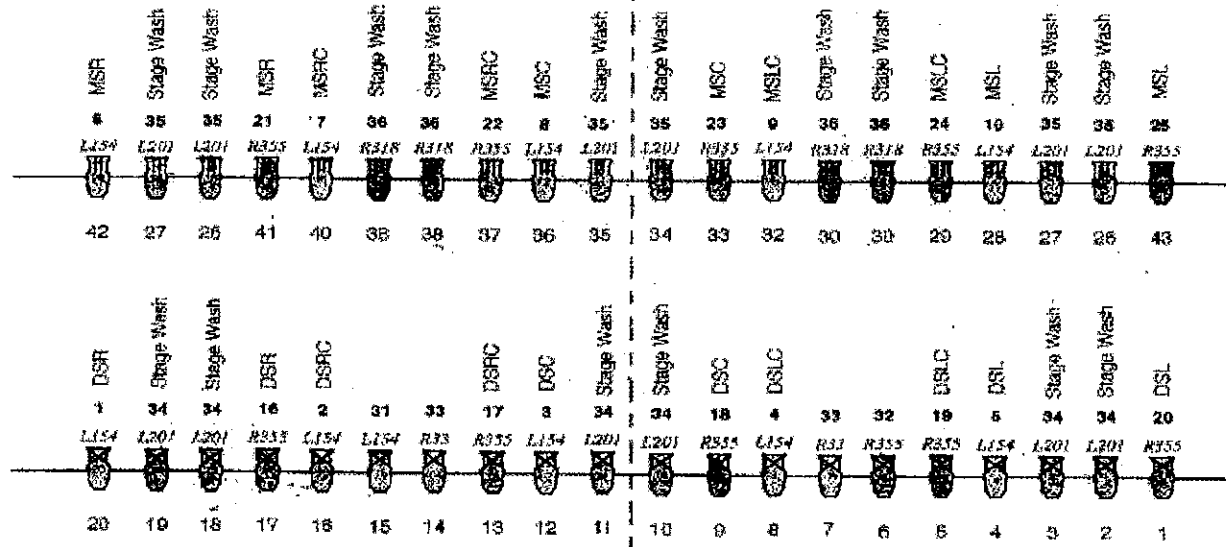 MSR Stage Wash Stage Wash MSR MSRC Stage Wash Stage Wash MSRC MSC Stage Wash Stage Wash MSC MSLC Stage Wash Stage Wash MSLC MSL Stage Wash Stage Wash MSL
6 35 35 21 7 36 36 22 8 35 35 23 9 36 36 24 10 35 35 25
L154 L201 L201 R355 L154 R318 R318 R355 L154 L201 L201 R355 L154 R318 R318 R355 L154 L201 L201 R355
42 27 26 41 40 38 38 37 36 35 34 33 32 30 30 29 28 27 26 43
DSR Stage Wash Stage Wash DSR DSRC DSRC DSC Stage Wash Stage Wash DSC DSLC DSLC DSL Stage Wash Stage Wash DSL
1 34 34 16 2 31 33 17 3 34 34 18 4 33 32 19 5 34 34 20
L154 L201 L201 R355 L154 L154 R33 R355 L154 L201 L201 R355 L154 R33 R355 R355 L154 L201 L201 R355
20 19 18 17 16 15 14 13 12 11 10 9 8 7 6 5 4 3 2 1